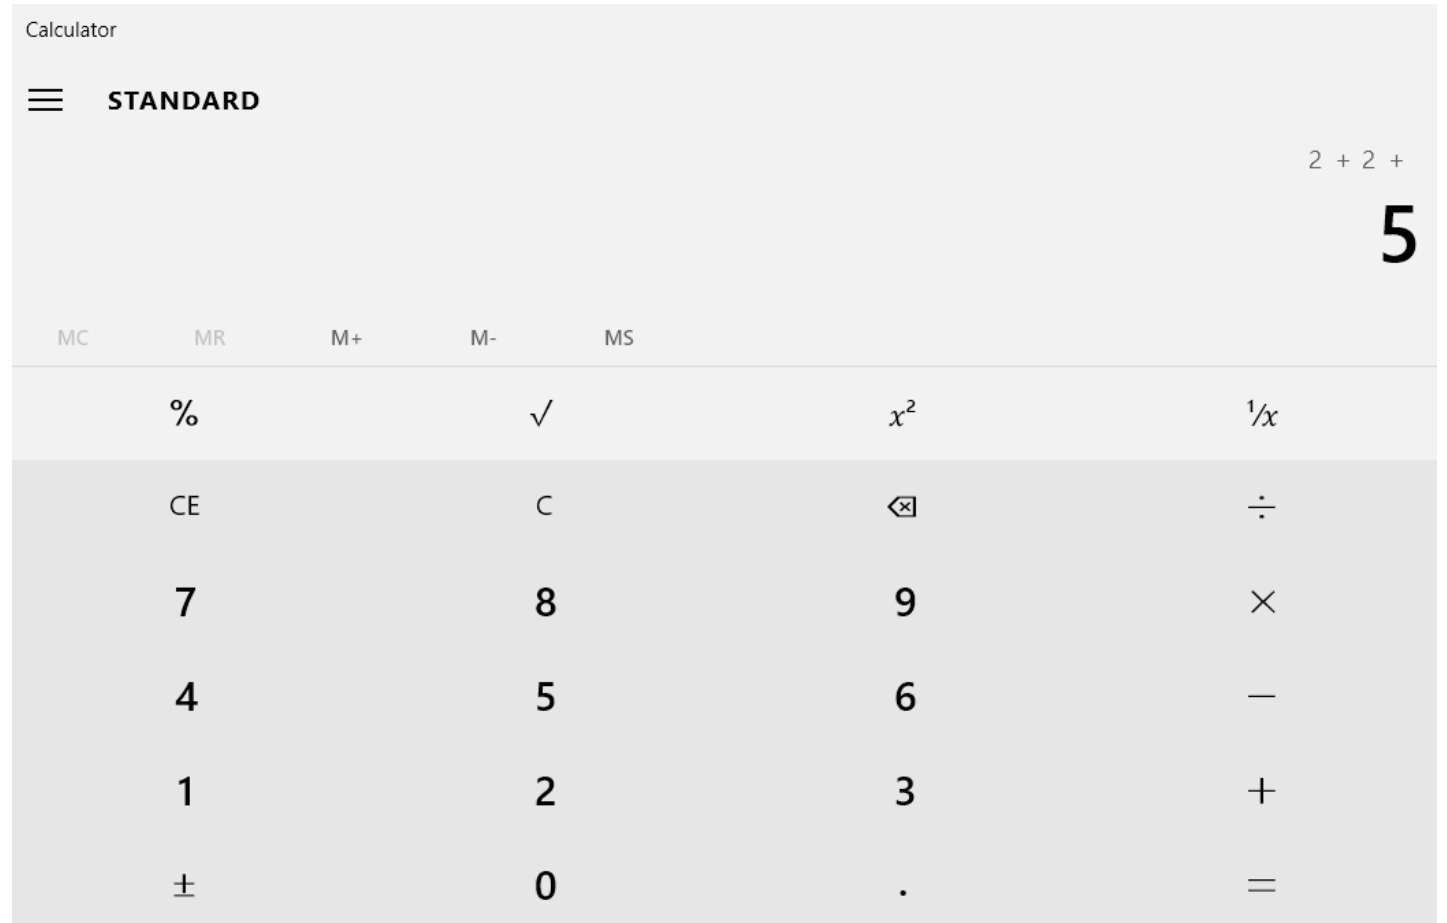 Calculator
STANDARD
2 + 2 +
5
MC MR M+ M- MS
% √ x² ¹/x
CE C ÷
7 8 9 ×
4 5 6 −
1 2 3 +
± 0 . =